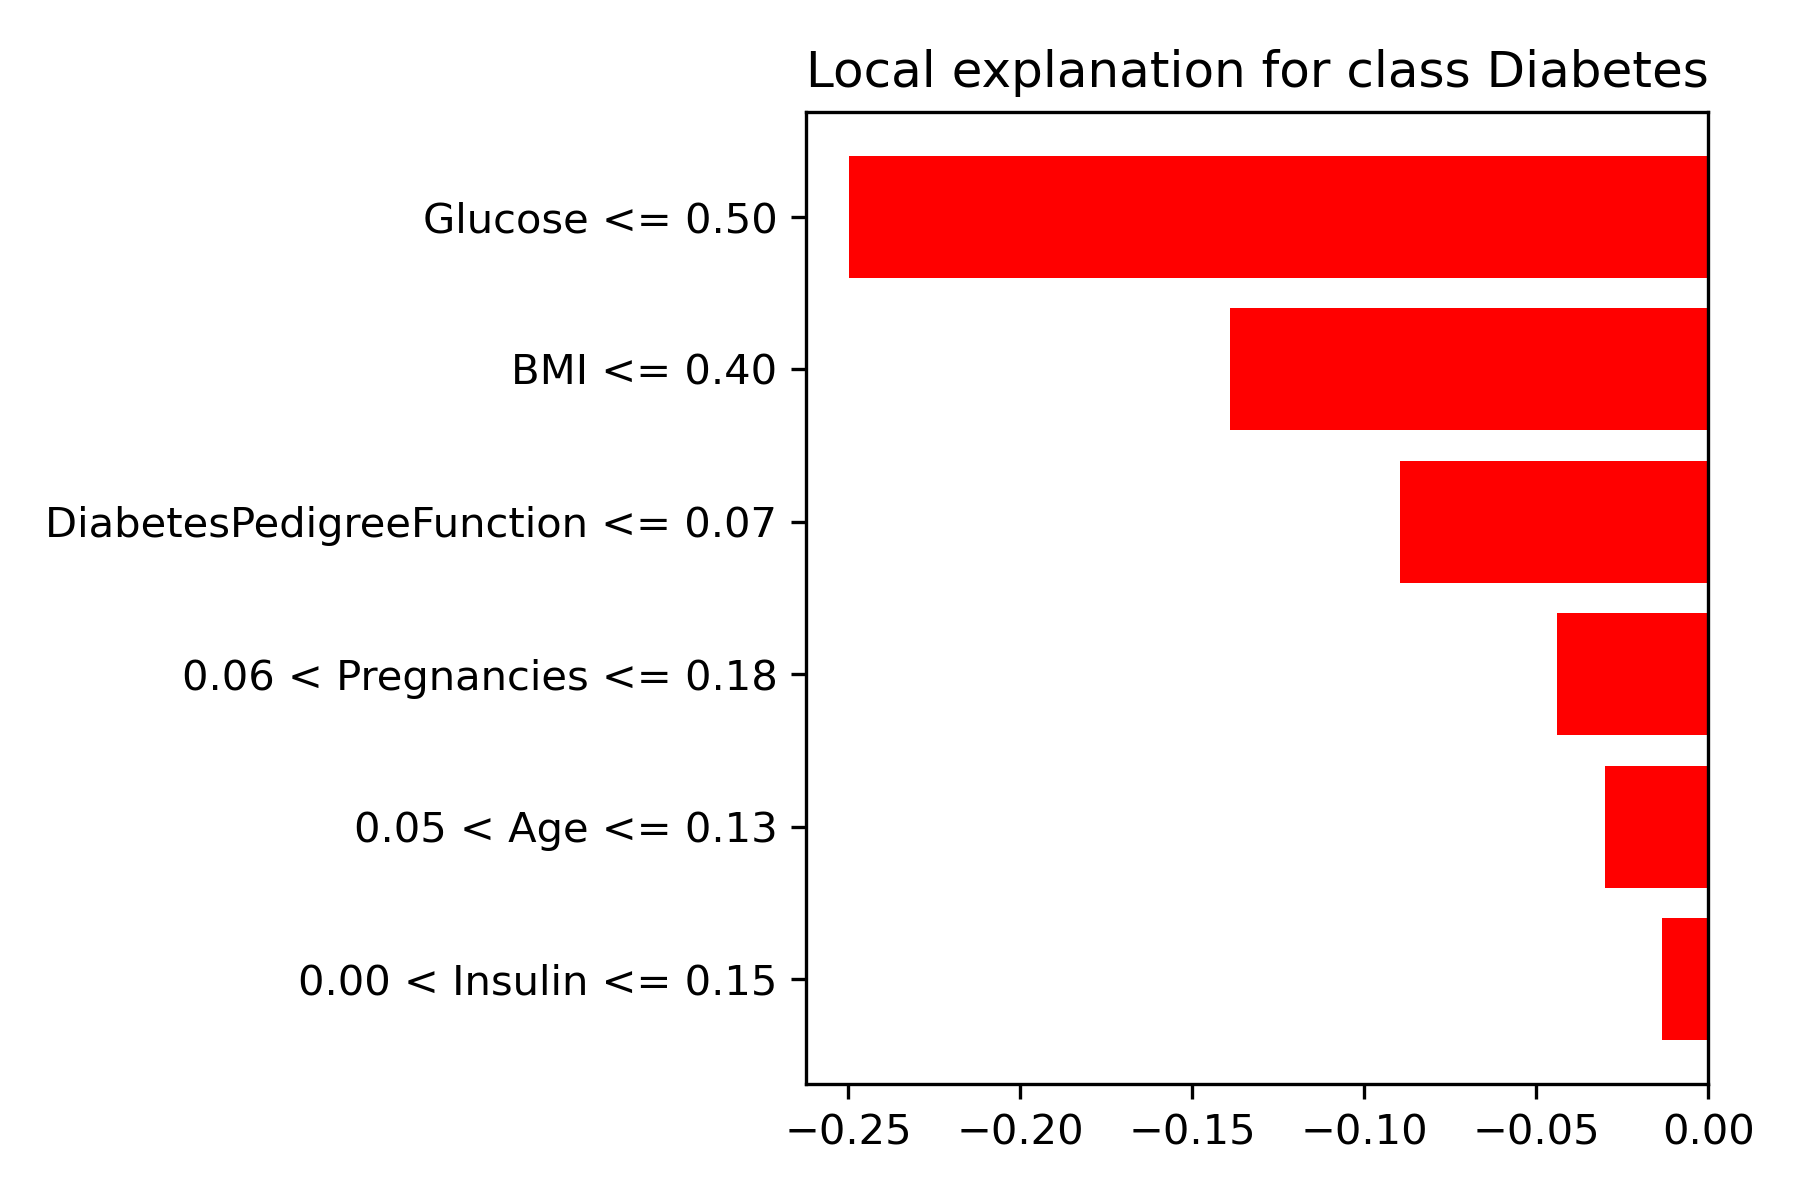 Local explanation for class Diabetes
Glucose <= 0.50
BMI <= 0.40
DiabetesPedigreeFunction <= 0.07
0.06 < Pregnancies <= 0.18
0.05 < Age <= 0.13
0.00 < Insulin <= 0.15
−0.25 −0.20 −0.15 −0.10 −0.05 0.00